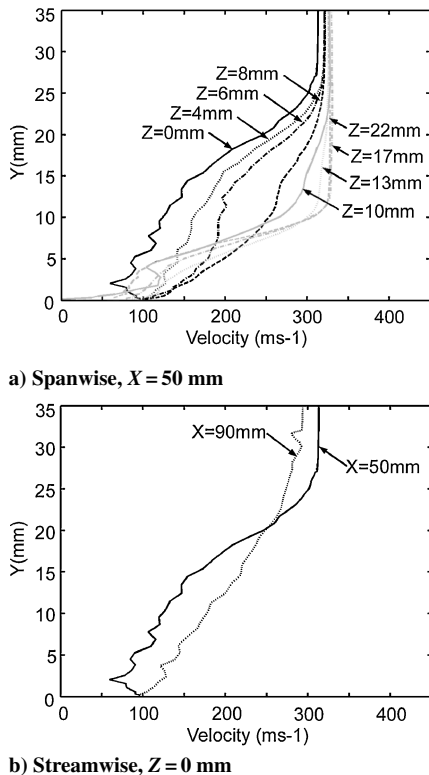 35
30
25
20
15
10
5
0
Y(mm)
Z=8mm
Z=6mm
Z=4mm
Z=0mm
Z=22mm
Z=17mm
Z=13mm
Z=10mm
0 100 200 300 400
Velocity (ms-1)
a) Spanwise, X = 50 mm
35
30
25
20
15
10
5
0
Y(mm)
X=90mm
X=50mm
0 100 200 300 400
Velocity (ms-1)
b) Streamwise, Z = 0 mm